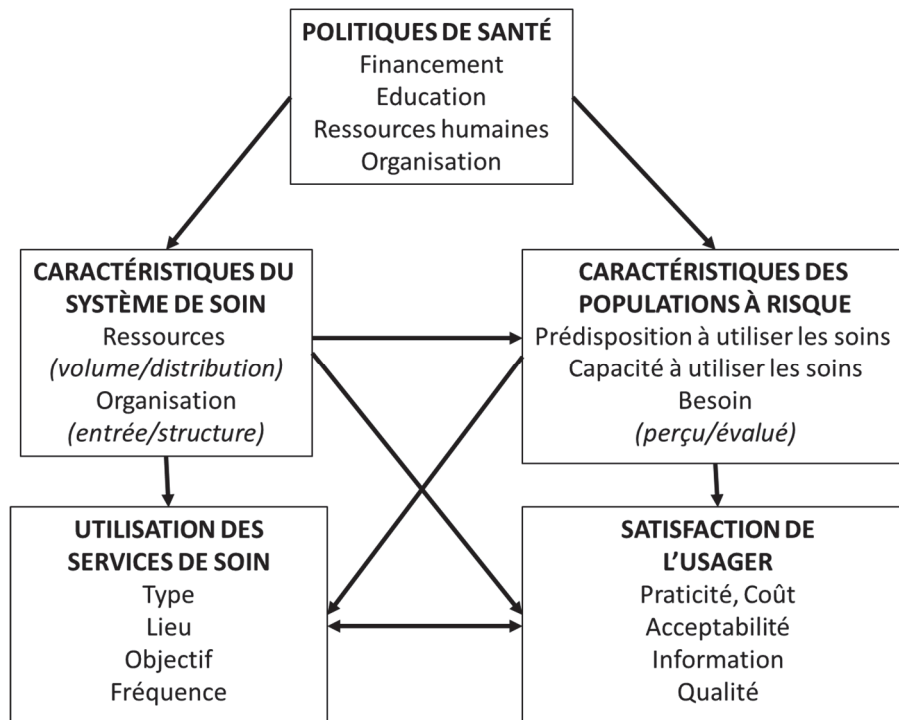 POLITIQUES DE SANTÉ
Financement
Education
Ressources humaines
Organisation
CARACTÉRISTIQUES DU
SYSTÈME DE SOIN
Ressources
(volume/distribution)
Organisation
(entrée/structure)
CARACTÉRISTIQUES DES
POPULATIONS À RISQUE
Prédisposition à utiliser les soins
Capacité à utiliser les soins
Besoin
(perçu/évalué)
UTILISATION DES
SERVICES DE SOIN
Type
Lieu
Objectif
Fréquence
SATISFACTION DE
L'USAGER
Praticité, Coût
Acceptabilité
Information
Qualité